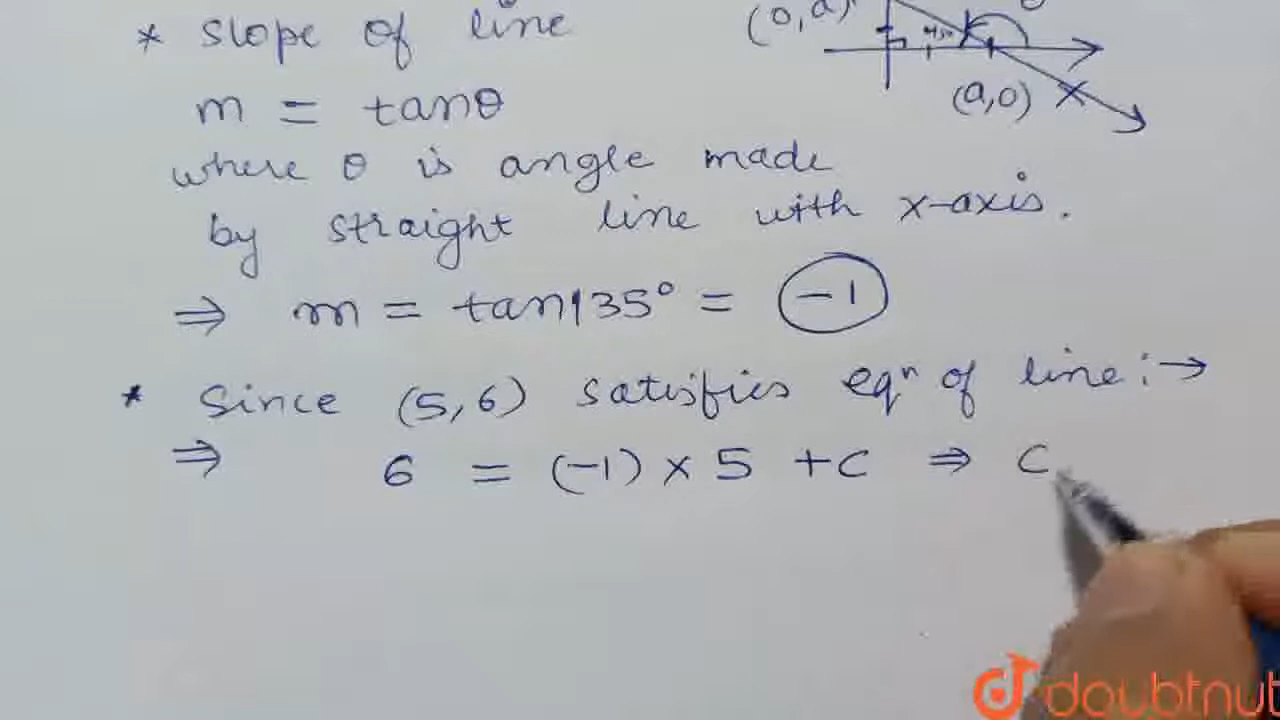 * Slope of line
(0,a)
m = tanθ
(a,0)
where θ is angle made
by straight line with x-axis.
⇒ m = tan135° = -1
* Since (5,6) satisfies eqⁿ of line :→
⇒ 6 = (-1) × 5 + c ⇒ c
doubtnut